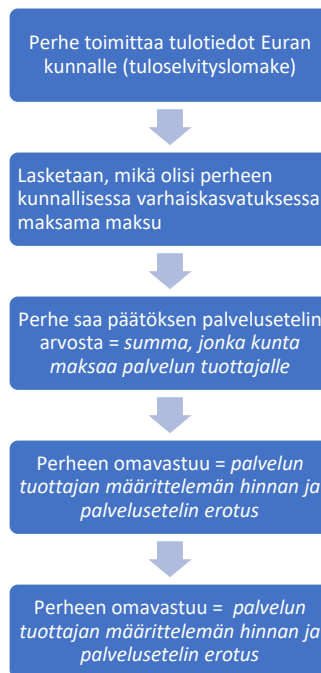 Perhe toimittaa tulotiedot Euran
kunnalle (tuloselvityslomake)
Lasketaan, mikä olisi perheen
kunnallisessa varhaiskasvatuksessa
maksama maksu
Perhe saa päätöksen palvelusetelin
arvosta = summa, jonka kunta
maksaa palvelun tuottajalle
Perheen omavastuu = palvelun
tuottajan määrittelemän hinnan ja
palvelusetelin erotus
Perheen omavastuu = palvelun
tuottajan määrittelemän hinnan ja
palvelusetelin erotus